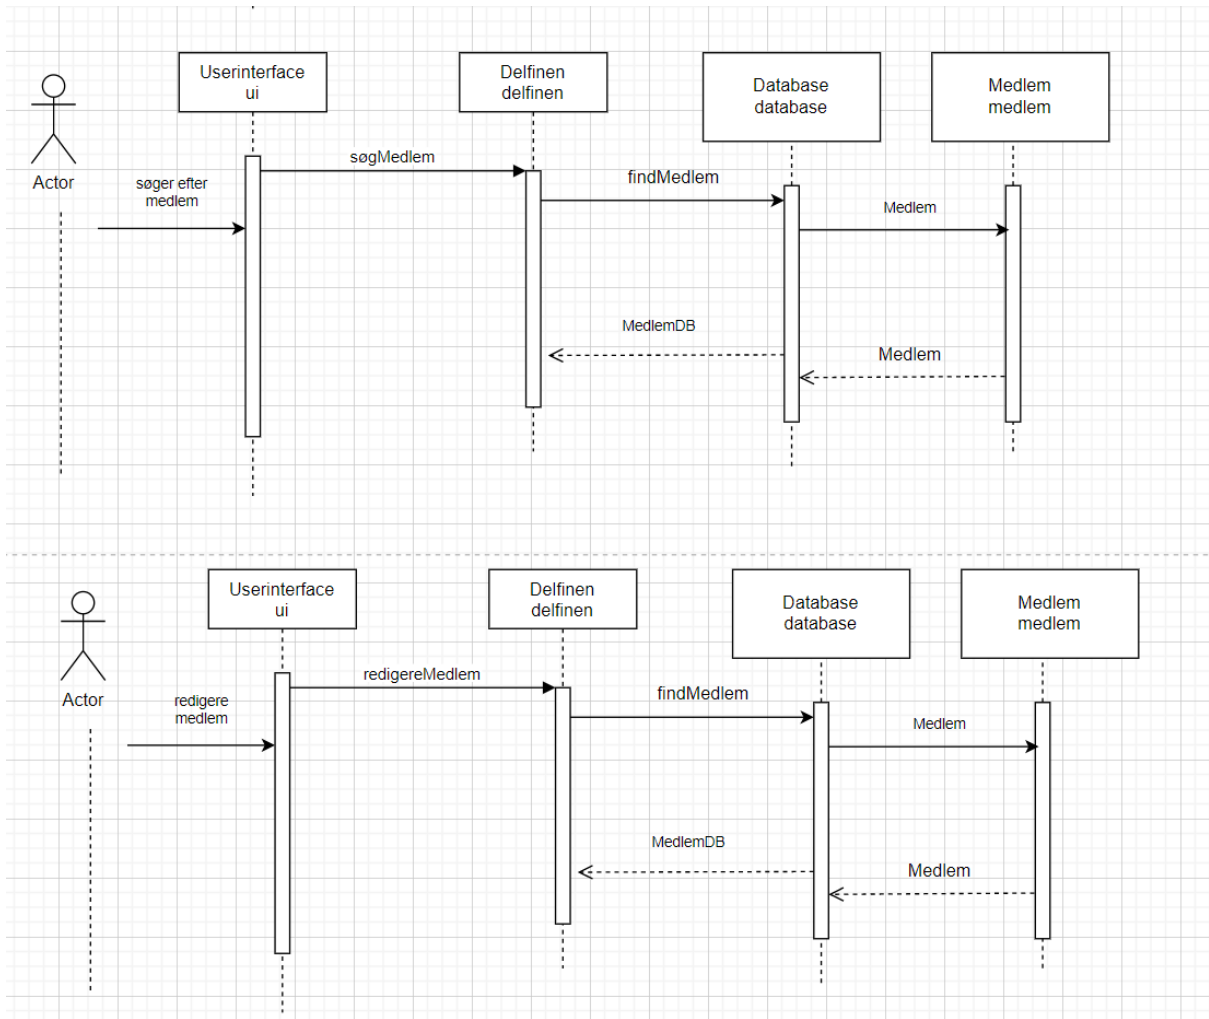 Userinterface
ui
Delfinen
delfinen
Database
database
Medlem
medlem
Actor
søger efter
medlem
søgMedlem
findMedlem
Medlem
MedlemDB
Medlem
Userinterface
ui
Delfinen
delfinen
Database
database
Medlem
medlem
Actor
redigere
medlem
redigereMedlem
findMedlem
Medlem
MedlemDB
Medlem